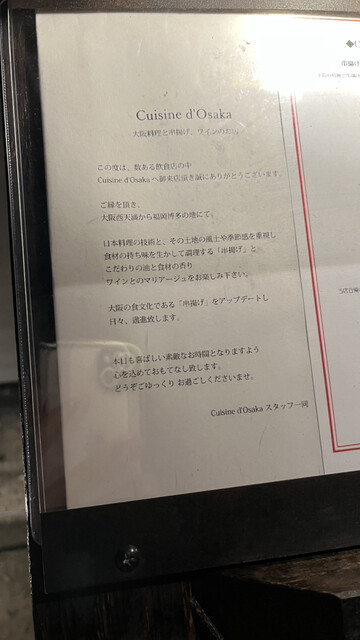 Cuisine d'Osaka
大阪料理と串揚げ、ワインのお店
この度は、数ある飲食店の中
Cuisine d'Osaka へ御来店頂き誠にありがとうございます。
ご縁を頂き、
大阪西天満から福岡博多の地にて。
日本料理の技術と、その土地の風土や季節感を重視し
食材の持ち味を生かして調理する「串揚げ」と
こだわりの油と食材の香り
ワインとのマリアージュをお楽しみ下さい。
大阪の食文化である「串揚げ」をアップデートし
日々、邁進致します。
本日も喜ばしい素敵なお時間となりますよう
心を込めておもてなし致します。
どうぞごゆっくり お過ごしくださいませ。
Cuisine d'Osaka スタッフ一同
◆C
串揚げ